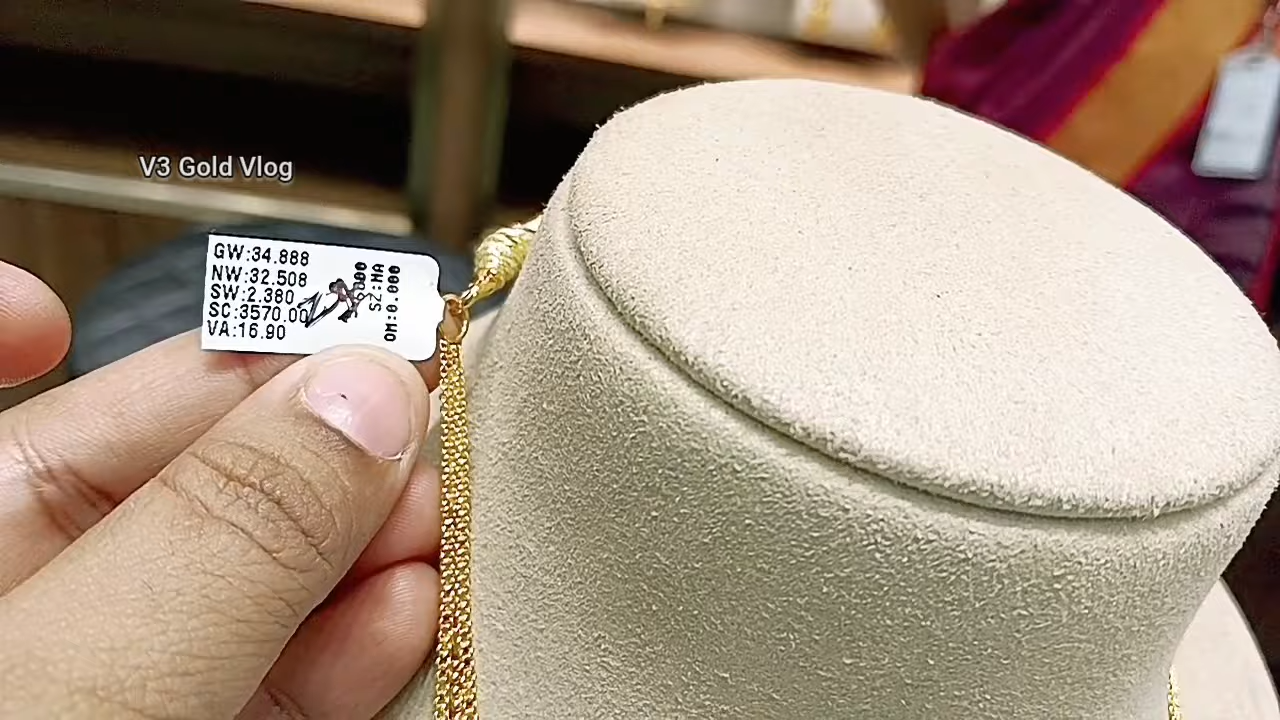 V3 Gold Vlog
GW:34.888
NW:32.508
SW:2.380
SC:3570.00
VA:16.90
SZ:NA
OM:0.000